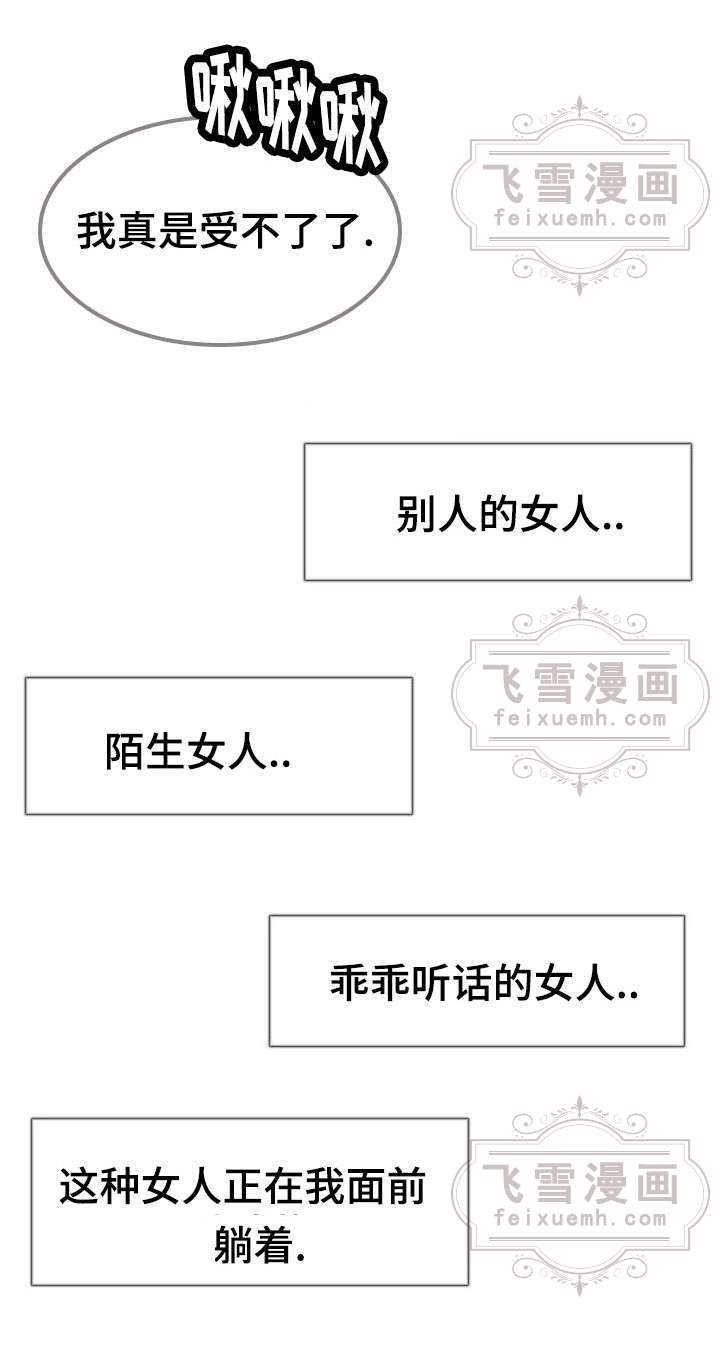 啾啾啾
我真是受不了了.
飞雪漫画
feixuemh.com
别人的女人..
飞雪漫画
feixuemh.com
陌生女人..
乖乖听话的女人..
这种女人正在我面前
躺着.
飞雪漫画
feixuemh.com